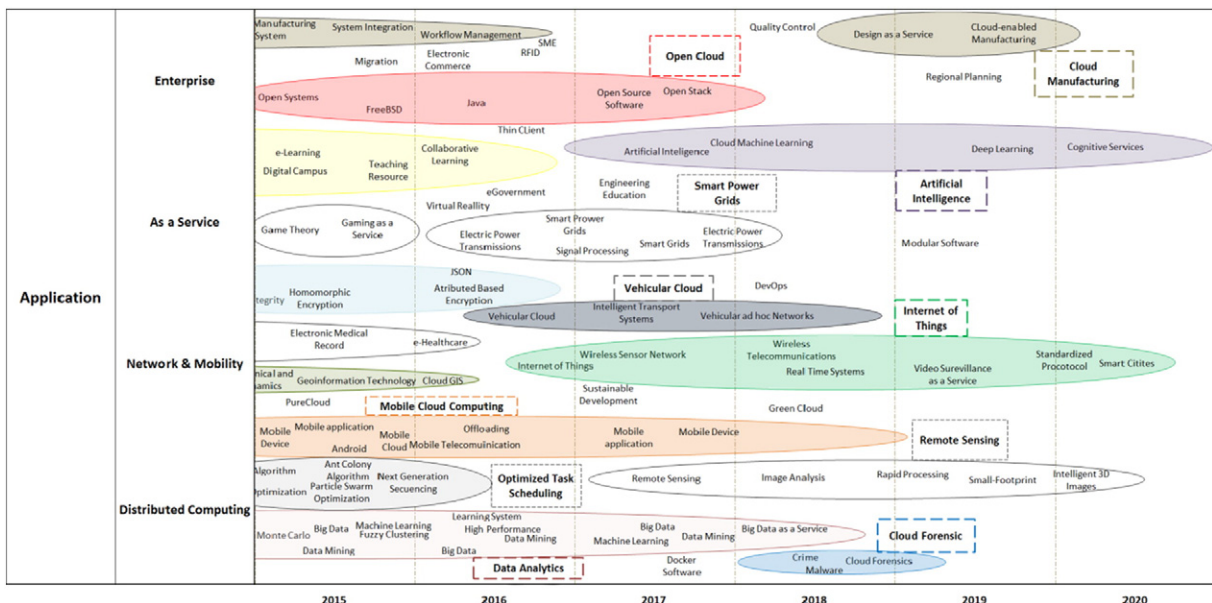 Application
Enterprise
As a Service
Network & Mobility
Distributed Computing
Manufacturing
System
System Integration
Workflow Management
SME
RFID
Migration
Electronic
Commerce
Open Cloud
Quality Control
Design as a Service
CLoud-enabled
Manufacturing
Regional Planning
Cloud
Manufacturing
Open Systems
FreeBSD
Java
Open Source
Software
Open Stack
Thin CLient
e-Learning
Digital Campus
Teaching
Resource
Collaborative
Learning
Artificial Inteligence
Cloud Machine Learning
Deep Learning
Cognitive Services
eGovernment
Virtual Reallity
Engineering
Education
Smart Power
Grids
Artificial
Intelligence
Game Theory
Gaming as a
Service
Electric Power
Transmissions
Smart Prower
Grids
Signal Processing
Smart Grids
Electric Power
Transmissions
Modular Software
JSON
Homomorphic
Encryption
Atributed Based
Encryption
Vehicular Cloud
DevOps
Vehicular Cloud
Intelligent Transport
Systems
Vehicular ad hoc Networks
Internet of
Things
Electronic Medical
Record
e-Healthcare
Internet of Things
Wireless Sensor Network
Wireless
Telecommunications
Real Time Systems
Video Surevillance
as a Service
Standardized
Procotocol
Smart Citites
Geoinformation Technology
Cloud GIS
PureCloud
Mobile Cloud Computing
Sustainable
Development
Green Cloud
Mobile
Device
Mobile application
Android
Mobile
Cloud
Offloading
Mobile Telecomuinication
Mobile
application
Mobile Device
Remote Sensing
Algorithm
Optimization
Ant Colony
Algorithm
Particle Swarm
Optimization
Next Generation
Sequencing
Optimized Task
Scheduling
Remote Sensing
Image Analysis
Rapid Processing
Small-Footprint
Intelligent 3D
Images
Monte Carlo
Big Data
Data Mining
Machine Learning
Fuzzy Clustering
Learning System
High Performance
Data Mining
Big Data
Big Data
Machine Learning
Data Mining
Big Data as a Service
Cloud Forensic
Data Analytics
Docker
Software
Crime
Malware
Cloud Forensics
2015
2016
2017
2018
2019
2020